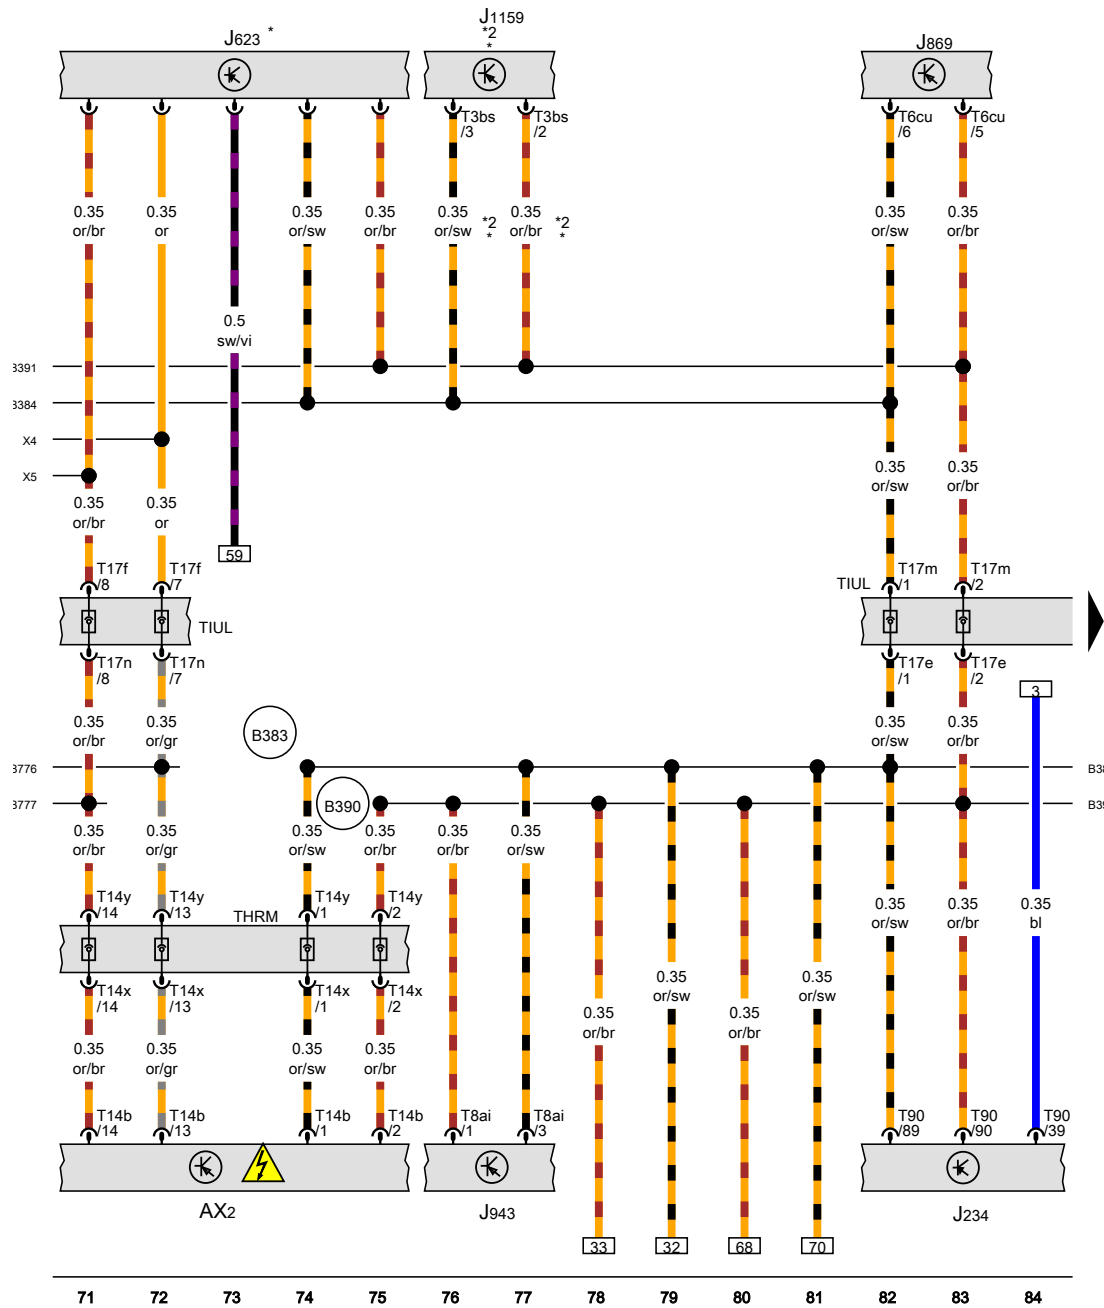 J623 *
J1159
*2
*
J869
T3bs
/3
T3bs
/2
T6cu
/6
T6cu
/5
0.35
or/br
0.35
or
0.35
or/sw
0.35
or/br
0.35
or/sw
*2
*
0.35
or/br
*2
*
0.35
or/sw
0.35
or/br
0.5
sw/vi
B391
B384
X4
X5
0.35
or/sw
0.35
or/br
0.35
or/br
0.35
or
59
T17f
/8
T17f
/7
TIUL
T17m
/1
T17m
/2
TIUL
T17n
/8
T17n
/7
T17e
/1
T17e
/2
3
0.35
or/br
0.35
or/gr
B383
0.35
or/sw
0.35
or/br
B776
B777
B390
0.35
or/br
0.35
or/gr
0.35
or/sw
0.35
or/br
0.35
or/br
0.35
or/sw
T14y
/14
T14y
/13
THRM
T14y
/1
T14y
/2
0.35
or/sw
0.35
or/br
0.35
bl
T14x
/14
T14x
/13
T14x
/1
T14x
/2
0.35
or/sw
0.35
or/sw
0.35
or/br
0.35
or/br
0.35
or/br
0.35
or/gr
0.35
or/sw
0.35
or/br
T14b
/14
T14b
/13
T14b
/1
T14b
/2
T8ai
/1
T8ai
/3
T90
/89
T90
/90
T90
/39
AX2
J943
J234
33
32
68
70
71 72 73 74 75 76 77 78 79 80 81 82 83 84